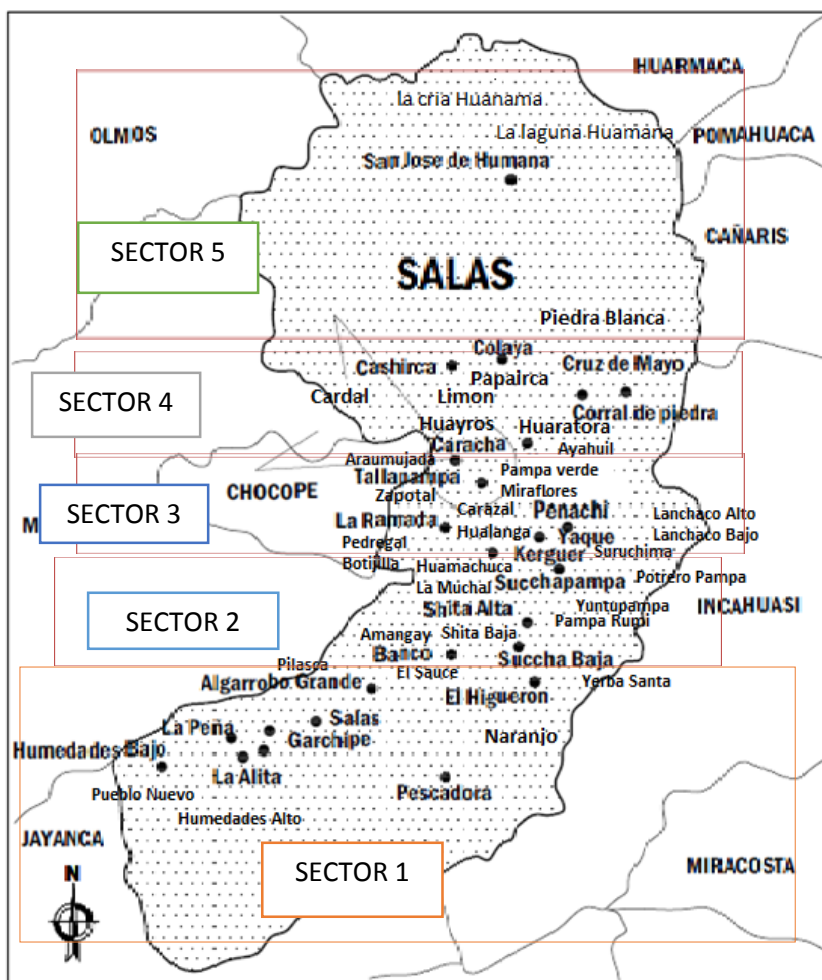 HUARMACA
la cria Huanama
OLMOS
La laguna Huamana
POMAHUACA
San Jose de Humana
CAÑARIS
SECTOR 5
SALAS
Piedra Blanca
Colaya
Cashirca
Cruz de Mayo
Papairca
Cardal
Limon
SECTOR 4
Corral de piedra
Huayros
Huaratora
Caracha
Ayahuil
Araumujada
Pampa verde
Tallapampa
CHOCOPE
Miraflores
Zapotal
Carazal
Penachi
Lanchaco Alto
SECTOR 3
M
La Ramada
Hualanga
Yaque
Lanchaco Bajo
Pedregal
Kerguer
Suruchima
Botijilla
Huamachuca
Succhapampa
Potrero Pampa
La Muchal
Shita Alta
Yuntupampa
INCAHUASI
SECTOR 2
Pampa Rumi
Amangay
Shita Baja
Banco
Succha Baja
Pilasca
El Sauce
Algarrobo Grande
El Higueron
Yerba Santa
Salas
La Peña
Naranjo
Garchipe
Humedades Bajo
La Alita
Pescadora
Pueblo Nuevo
Humedades Alto
JAYANCA
SECTOR 1
MIRACOSTA
N